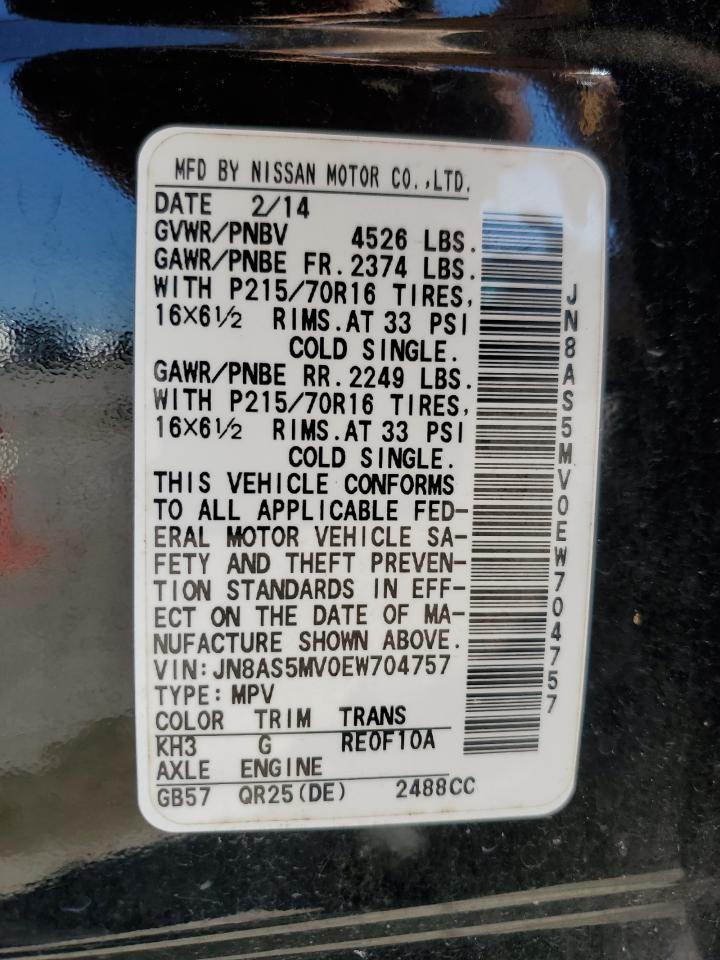 MFD BY NISSAN MOTOR CO.,LTD.
DATE 2/14
GVWR/PNBV 4526 LBS.
GAWR/PNBE FR. 2374 LBS.
WITH P215/70R16 TIRES,
16X6½ RIMS. AT 33 PSI
COLD SINGLE.
GAWR/PNBE RR. 2249 LBS.
WITH P215/70R16 TIRES,
16X6½ RIMS. AT 33 PSI
COLD SINGLE.
THIS VEHICLE CONFORMS
TO ALL APPLICABLE FED-
ERAL MOTOR VEHICLE SA-
FETY AND THEFT PREVEN-
TION STANDARDS IN EFF-
ECT ON THE DATE OF MA-
NUFACTURE SHOWN ABOVE.
VIN:JN8AS5MV0EW704757
TYPE:MPV
COLOR TRIM TRANS
KH3 G RE0F10A
AXLE ENGINE
GB57 QR25(DE) 2488CC
JN8AS5MV0EW704757